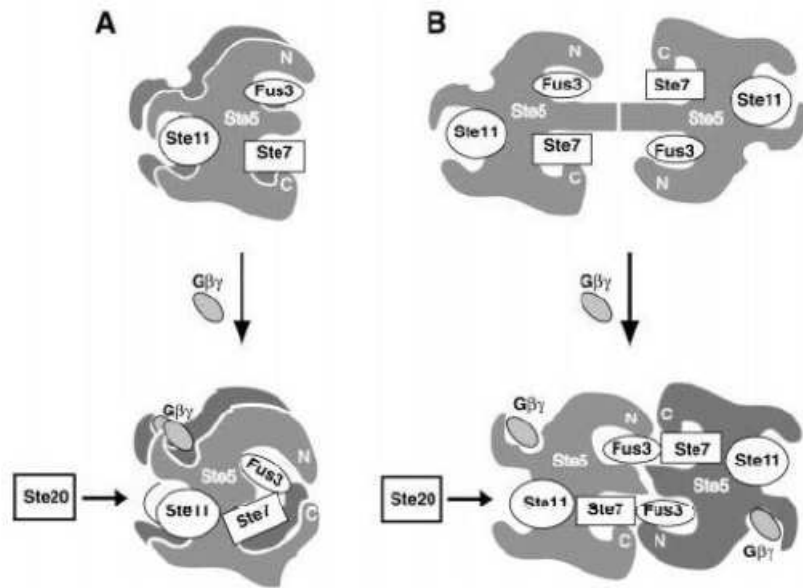 A
N
Fus3
Ste5
Ste11
Ste7
C
Gβγ
Gβγ
N
Ste5
Fus3
Ste20
Ste11
Ste7
C
B
N
C
Fus3
Ste7
Ste11
Ste5
Ste5
Ste11
Ste7
Fus3
C
N
Gβγ
Gβγ
N
C
Fus3
Ste7
Ste5
Ste11
Ste5
Ste20
Ste11
Ste7
Fus3
C
N
Gβγ